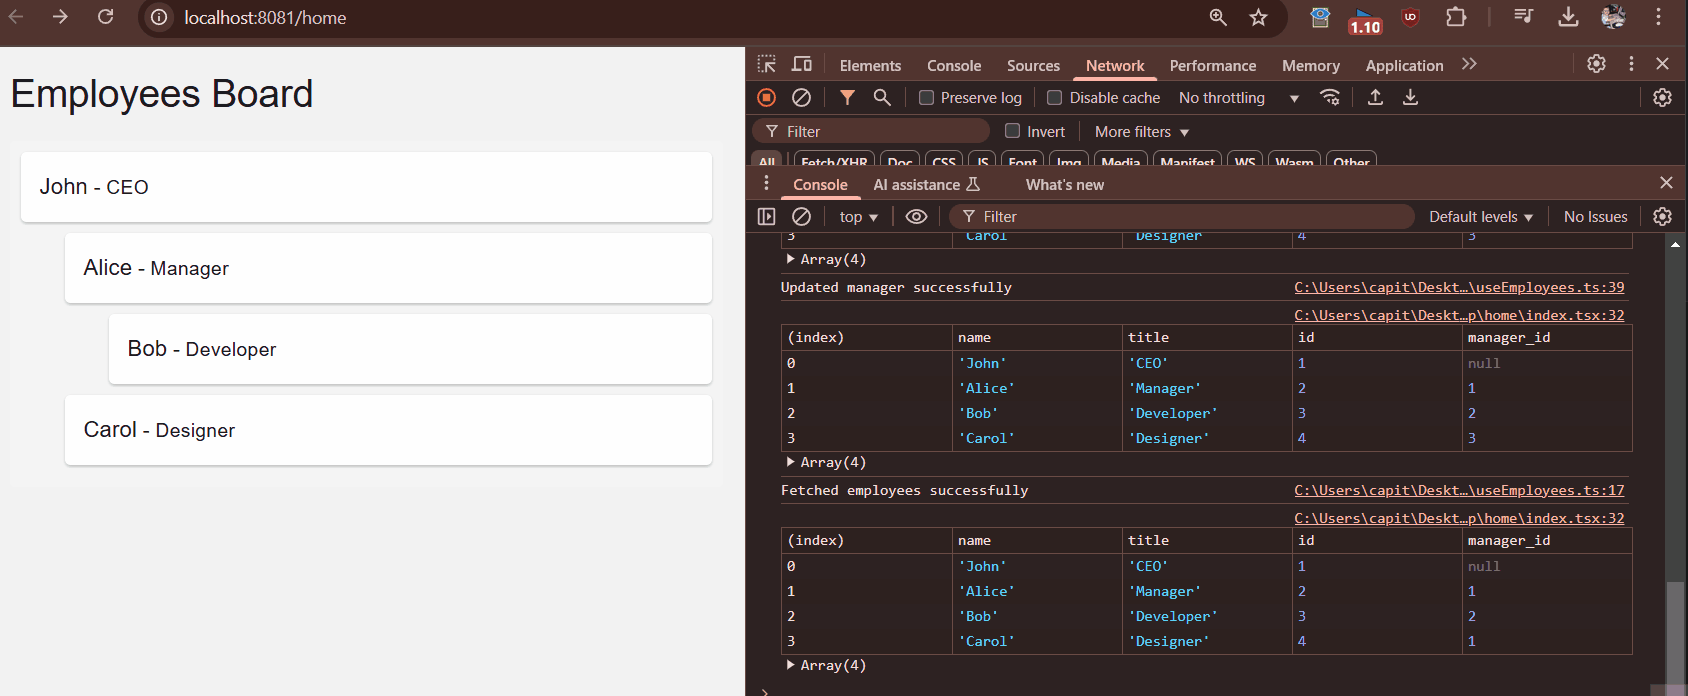 localhost:8081/home
1.10
Employees Board
John - CEO
Alice - Manager
Bob - Developer
Carol - Designer
Elements Console Sources Network Performance Memory Application
Preserve log Disable cache No throttling
Filter Invert More filters
All Fetch/XHR Doc CSS JS Font Img Media Manifest WS Wasm Other
Console AI assistance What's new
top Filter Default levels No Issues
3 'Carol' 'Designer' 4 3
Array(4)
Updated manager successfully C:\Users\capit\Deskt…\useEmployees.ts:39
C:\Users\capit\Deskt…p\home\index.tsx:32
(index) name title id manager_id
0 'John' 'CEO' 1 null
1 'Alice' 'Manager' 2 1
2 'Bob' 'Developer' 3 2
3 'Carol' 'Designer' 4 3
Array(4)
Fetched employees successfully C:\Users\capit\Deskt…\useEmployees.ts:17
C:\Users\capit\Deskt…p\home\index.tsx:32
(index) name title id manager_id
0 'John' 'CEO' 1 null
1 'Alice' 'Manager' 2 1
2 'Bob' 'Developer' 3 2
3 'Carol' 'Designer' 4 1
Array(4)